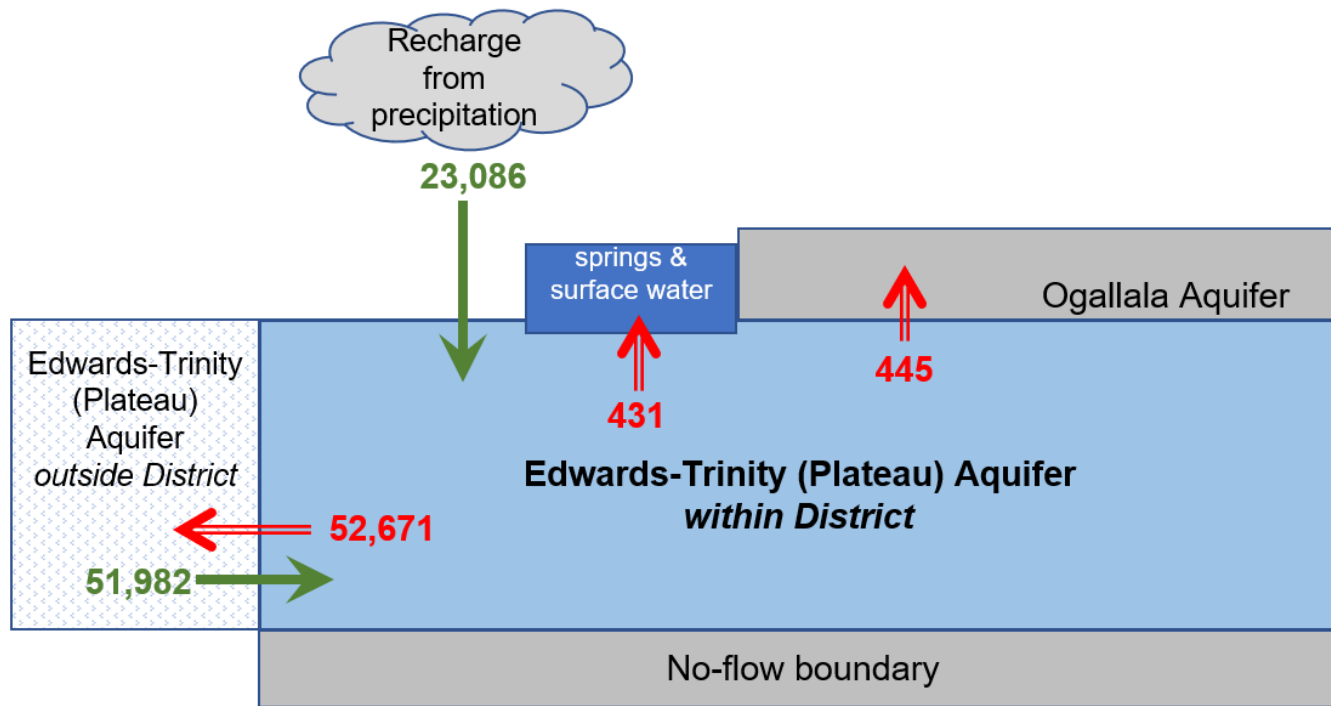 Recharge
from
precipitation
23,086
springs &
surface water
Ogallala Aquifer
445
431
Edwards-Trinity
(Plateau)
Aquifer
outside District
Edwards-Trinity (Plateau) Aquifer
within District
52,671
51,982
No-flow boundary